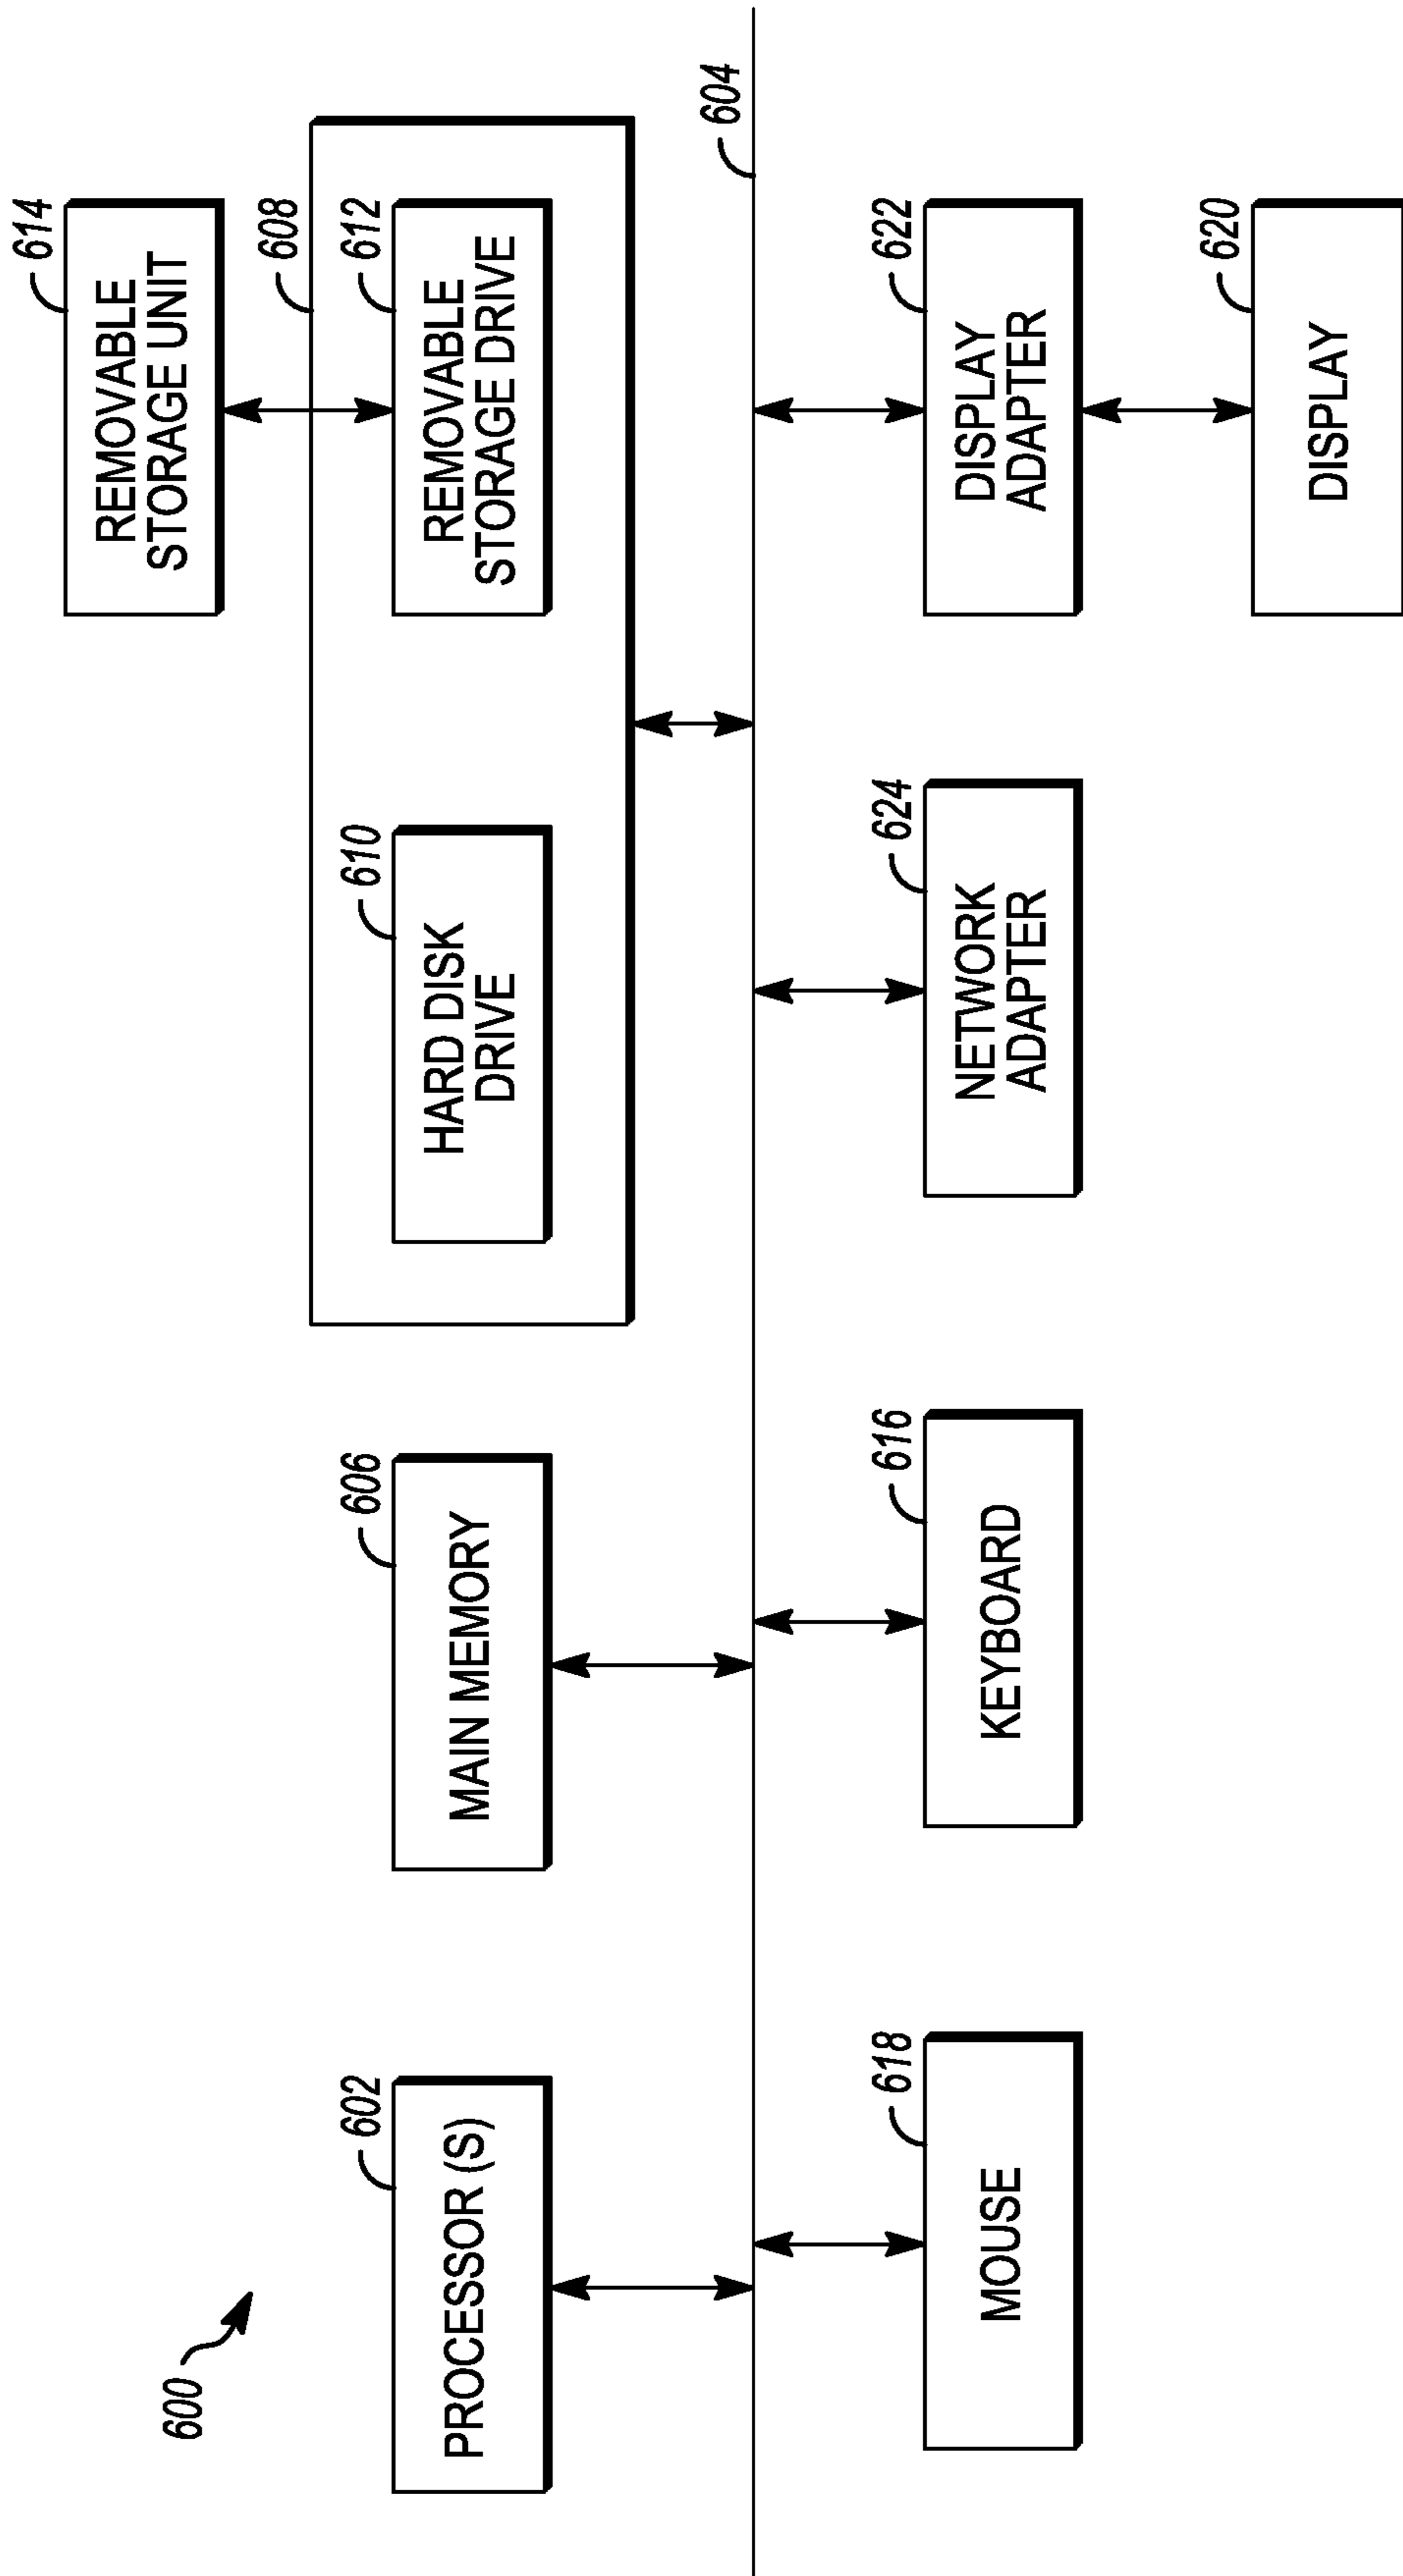 600
602
PROCESSOR (S)
606
MAIN MEMORY
608
610
HARD DISK
DRIVE
612
REMOVABLE
STORAGE DRIVE
614
REMOVABLE
STORAGE UNIT
604
618
MOUSE
616
KEYBOARD
624
NETWORK
ADAPTER
622
DISPLAY
ADAPTER
620
DISPLAY